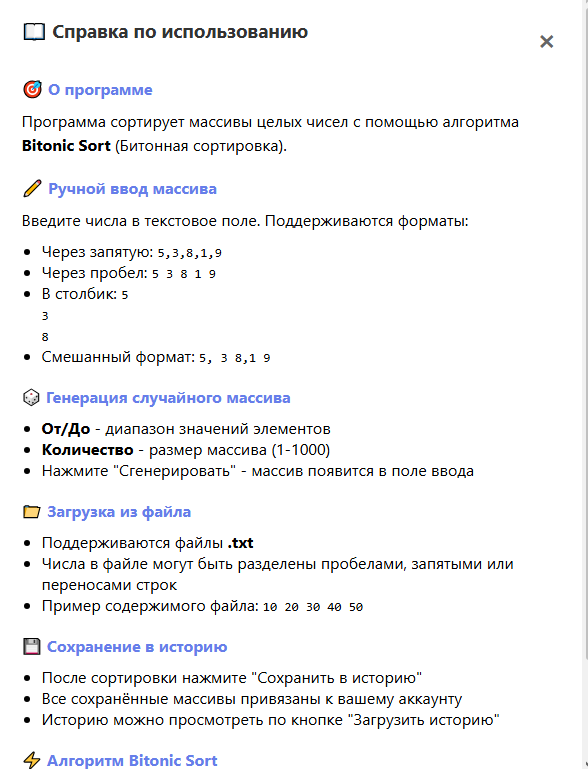 📖 Справка по использованию
×
🎯 О программе
Программа сортирует массивы целых чисел с помощью алгоритма
Bitonic Sort (Битонная сортировка).
✏️ Ручной ввод массива
Введите числа в текстовое поле. Поддерживаются форматы:
• Через запятую: 5,3,8,1,9
• Через пробел: 5 3 8 1 9
• В столбик: 5
3
8
• Смешанный формат: 5, 3 8,1 9
🎲 Генерация случайного массива
• От/До - диапазон значений элементов
• Количество - размер массива (1-1000)
• Нажмите "Сгенерировать" - массив появится в поле ввода
📁 Загрузка из файла
• Поддерживаются файлы .txt
• Числа в файле могут быть разделены пробелами, запятыми или
переносами строк
• Пример содержимого файла: 10 20 30 40 50
💾 Сохранение в историю
• После сортировки нажмите "Сохранить в историю"
• Все сохранённые массивы привязаны к вашему аккаунту
• Историю можно просмотреть по кнопке "Загрузить историю"
⚡ Алгоритм Bitonic Sort